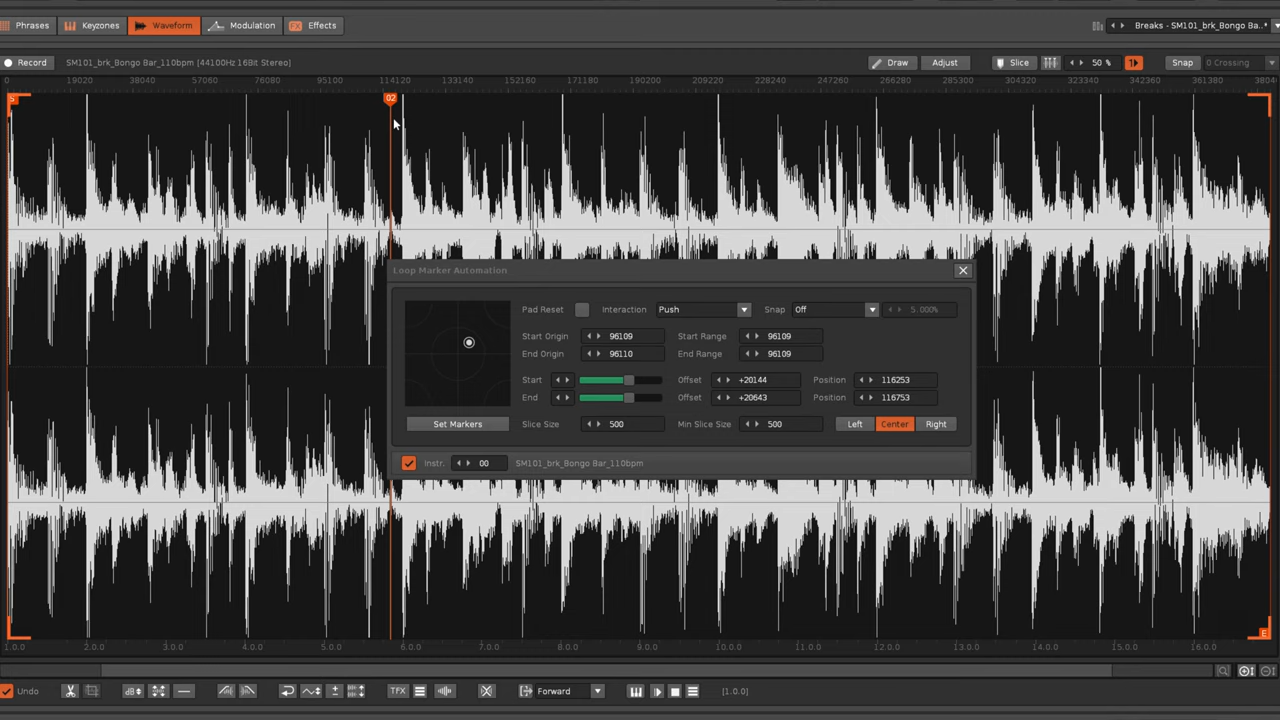 Phrases Keyzones Waveform Modulation FX Effects Breaks - SM101_brk_Bongo Ba..*
Record SM101_brk_Bongo Bar_110bpm (44100Hz 16Bit Stereo) Draw Adjust Slice 50 % Snap 0 Crossing
0 19020 38040 57060 76080 95100 114120 133140 152160 171180 190200 209220 228240 247260 266280 285300 304320 323340 342360 361380
S 02
Loop Marker Automation
Pad Reset Interaction Push Snap Off 5.000%
Start Origin 96109 Start Range 96109
End Origin 96110 End Range 96109
Start Offset +20144 Position 116253
End Offset +20643 Position 116753
Set Markers Slice Size 500 Min Slice Size 500 Left Center Right
Instr. 00 SM101_brk_Bongo Bar_110bpm
E
1.0.0 2.0.0 3.0.0 4.0.0 5.0.0 6.0.0 7.0.0 8.0.0 9.0.0 10.0.0 11.0.0 12.0.0 13.0.0 14.0.0 15.0.0 16.0.0
Undo dB TFX Forward [1.0.0]